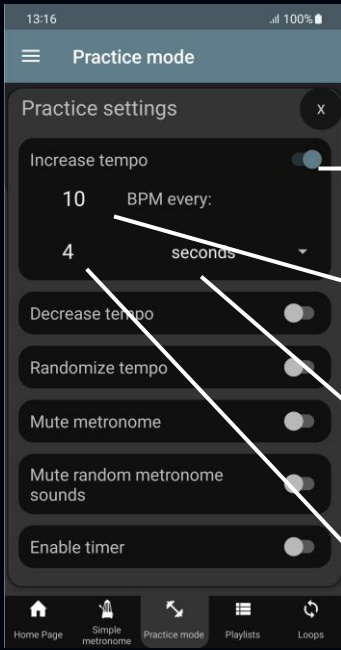 13:16
100%
Practice mode
Practice settings
x
Increase tempo
10 BPM every:
4 seconds
Decrease tempo
Randomize tempo
Mute metronome
Mute random metronome
sounds
Enable timer
Home Page
Simple
metronome
Practice mode
Playlists
Loops